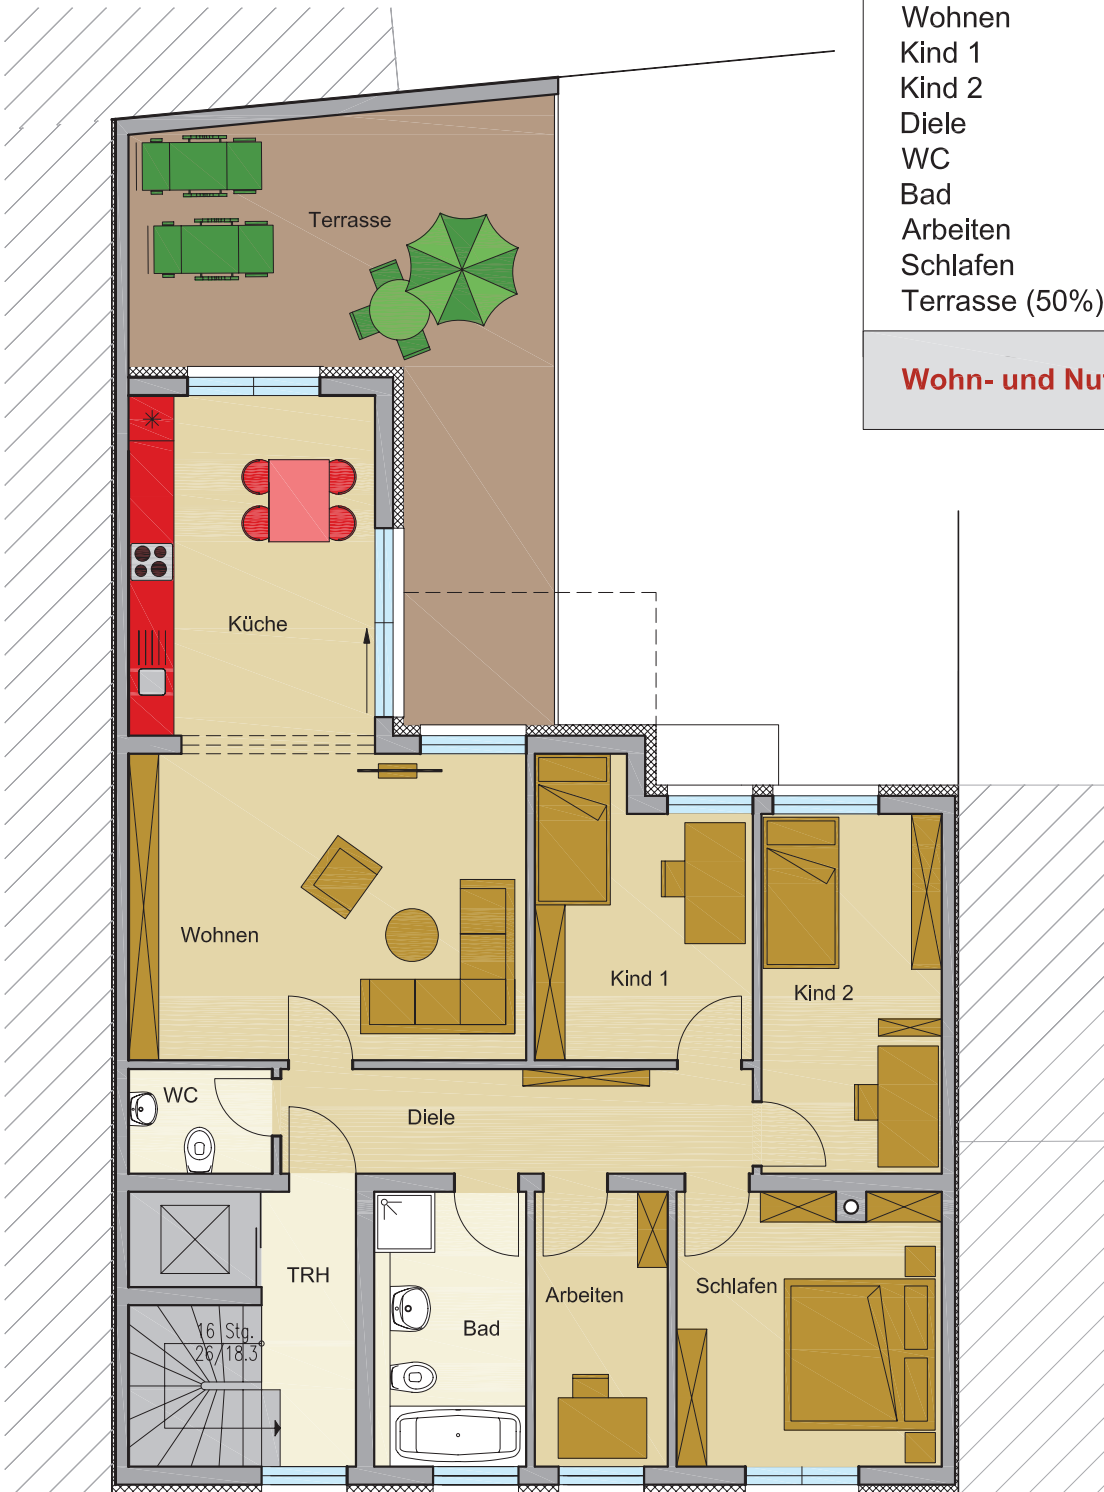 Wohnen
Kind 1
Kind 2
Diele
WC
Bad
Arbeiten
Schlafen
Terrasse (50%)
Wohn- und Nu
Terrasse
Küche
Wohnen
Kind 1
Kind 2
WC
Diele
TRH
Schlafen
Arbeiten
Bad
16 Stg.
26/18.3